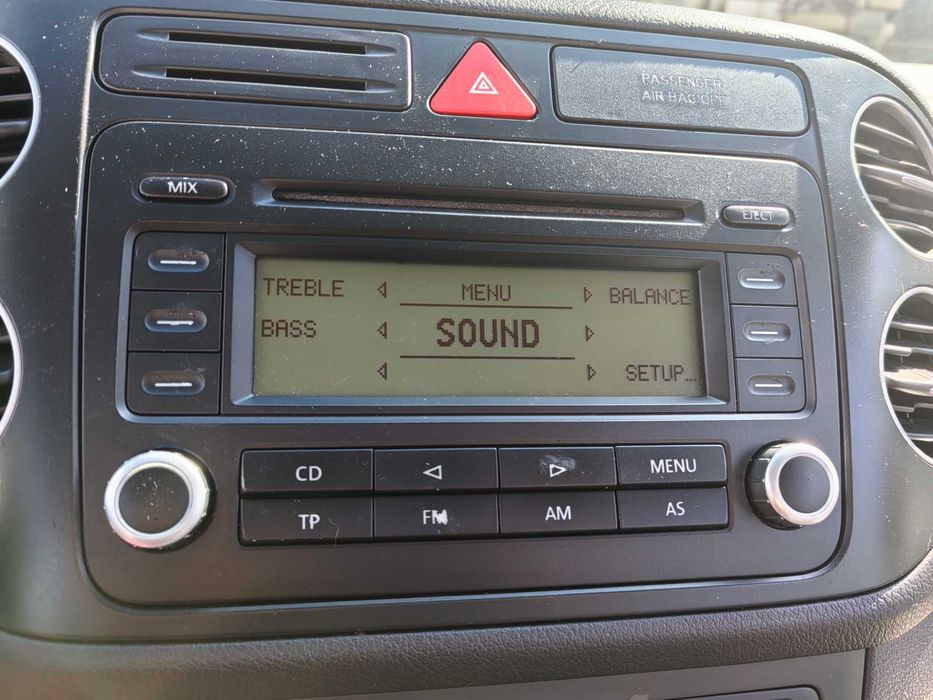 PASSENGER
AIR BAG OFF
MIX
EJECT
TREBLE MENU BALANCE
BASS SOUND
SETUP...
CD MENU
TP FM AM AS